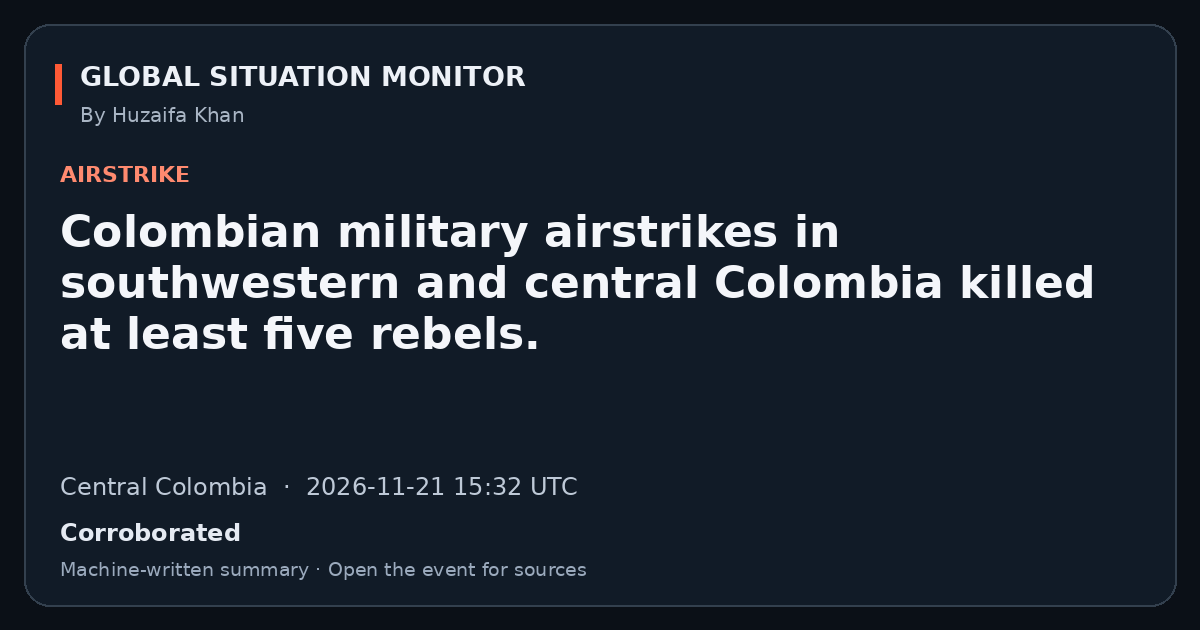 GLOBAL SITUATION MONITOR
By Huzaifa Khan
AIRSTRIKE
Colombian military airstrikes in
southwestern and central Colombia killed
at least five rebels.
Central Colombia · 2026-11-21 15:32 UTC
Corroborated
Machine-written summary · Open the event for sources